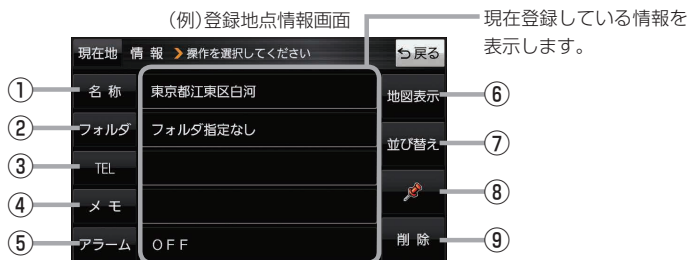 (例)登録地点情報画面
現在登録している情報を
表示します。
現在地 情 報 操作を選択してください 戻る
① 名 称 東京都江東区白河 地図表示 ⑥
② フォルダ フォルダ指定なし
並び替え ⑦
③ TEL
⑧
④ メ モ
⑤ アラーム OFF 削 除 ⑨